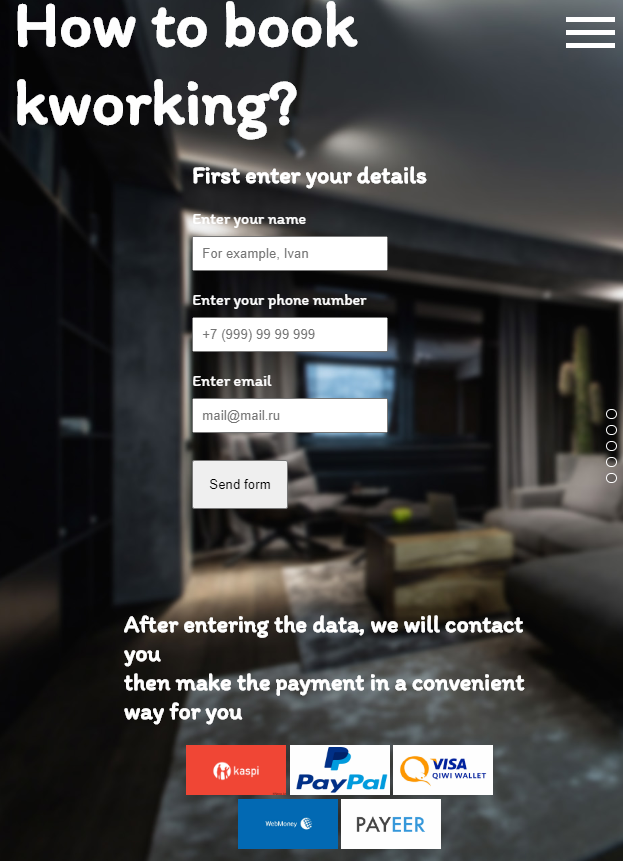 How to book
kworking?
First enter your details
Enter your name
For example, Ivan
Enter your phone number
+7 (999) 99 99 999
Enter email
mail@mail.ru
Send form
After entering the data, we will contact
you
then make the payment in a convenient
way for you
kaspi
PayPal
VISA
QIWI WALLET
WebMoney
PAYEER